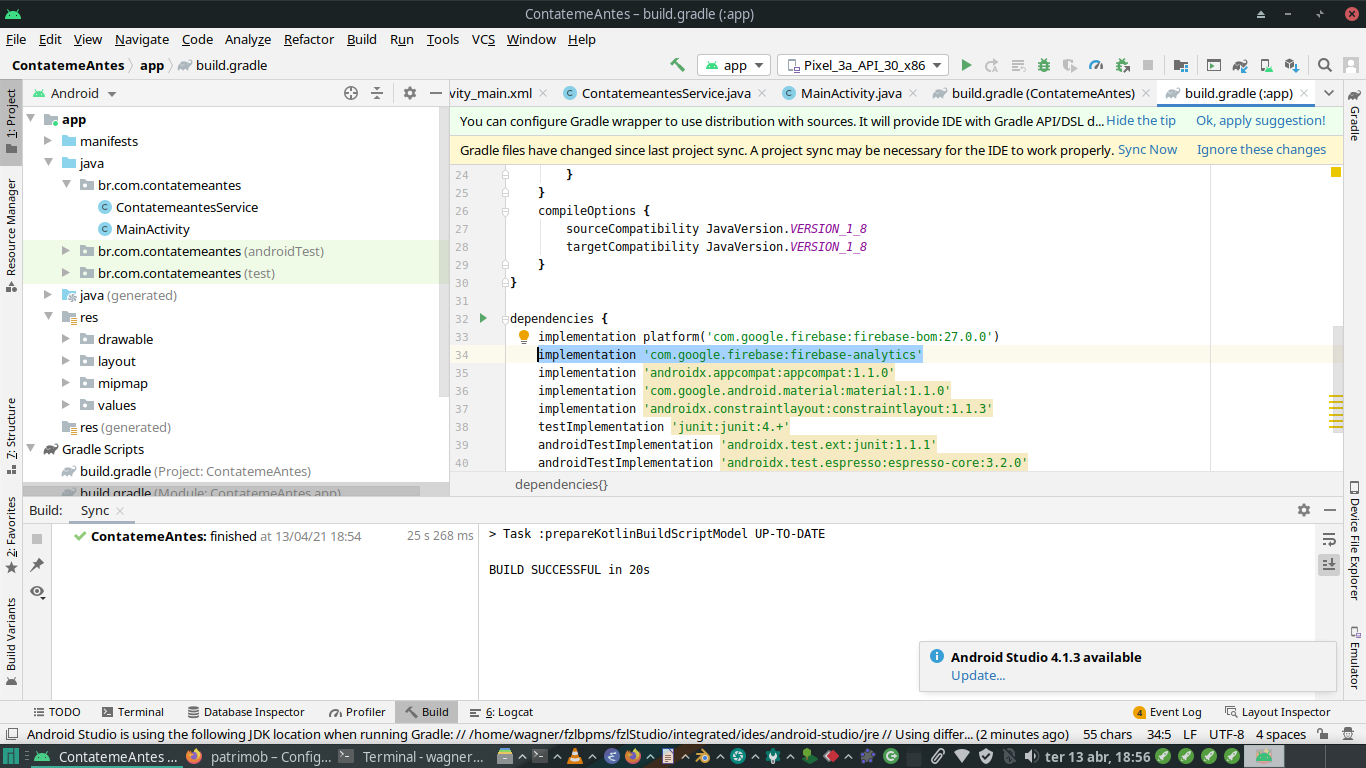 ContatemeAntes – build.gradle (:app)
File Edit View Navigate Code Analyze Refactor Build Run Tools VCS Window Help
ContatemeAntes app build.gradle
app Pixel_3a_API_30_x86
1: Project
Resource Manager
Z: Structure
2: Favorites
Build Variants
Android
app
manifests
java
br.com.contatemeantes
ContatemeantesService
MainActivity
br.com.contatemeantes (androidTest)
br.com.contatemeantes (test)
java (generated)
res
drawable
layout
mipmap
values
res (generated)
Gradle Scripts
build.gradle (Project: ContatemeAntes)
build.gradle (Module: ContatemeAntes.app)
vity_main.xml ContatemeantesService.java MainActivity.java build.gradle (ContatemeAntes) build.gradle (:app)
You can configure Gradle wrapper to use distribution with sources. It will provide IDE with Gradle API/DSL d... Hide the tip Ok, apply suggestion!
Gradle files have changed since last project sync. A project sync may be necessary for the IDE to work properly. Sync Now Ignore these changes
24 }
25 }
26 compileOptions {
27 sourceCompatibility JavaVersion.VERSION_1_8
28 targetCompatibility JavaVersion.VERSION_1_8
29 }
30 }
31
32 dependencies {
33 implementation platform('com.google.firebase:firebase-bom:27.0.0')
34 implementation 'com.google.firebase:firebase-analytics'
35 implementation 'androidx.appcompat:appcompat:1.1.0'
36 implementation 'com.google.android.material:material:1.1.0'
37 implementation 'androidx.constraintlayout:constraintlayout:1.1.3'
38 testImplementation 'junit:junit:4.+'
39 androidTestImplementation 'androidx.test.ext:junit:1.1.1'
40 androidTestImplementation 'androidx.test.espresso:espresso-core:3.2.0'
dependencies{}
Gradle
Device File Explorer
Emulator
Build: Sync
ContatemeAntes: finished at 13/04/21 18:54 25 s 268 ms
> Task :prepareKotlinBuildScriptModel UP-TO-DATE
BUILD SUCCESSFUL in 20s
Android Studio 4.1.3 available
Update...
TODO Terminal Database Inspector Profiler Build 6: Logcat 4 Event Log Layout Inspector
Android Studio is using the following JDK location when running Gradle: // /home/wagner/fzlbpms/fzlStudio/integrated/ides/android-studio/jre // Using differ... (2 minutes ago) 55 chars 34:5 LF UTF-8 4 spaces
ContatemeAntes ... patrimob – Config... Terminal - wagner... ter 13 abr, 18:56